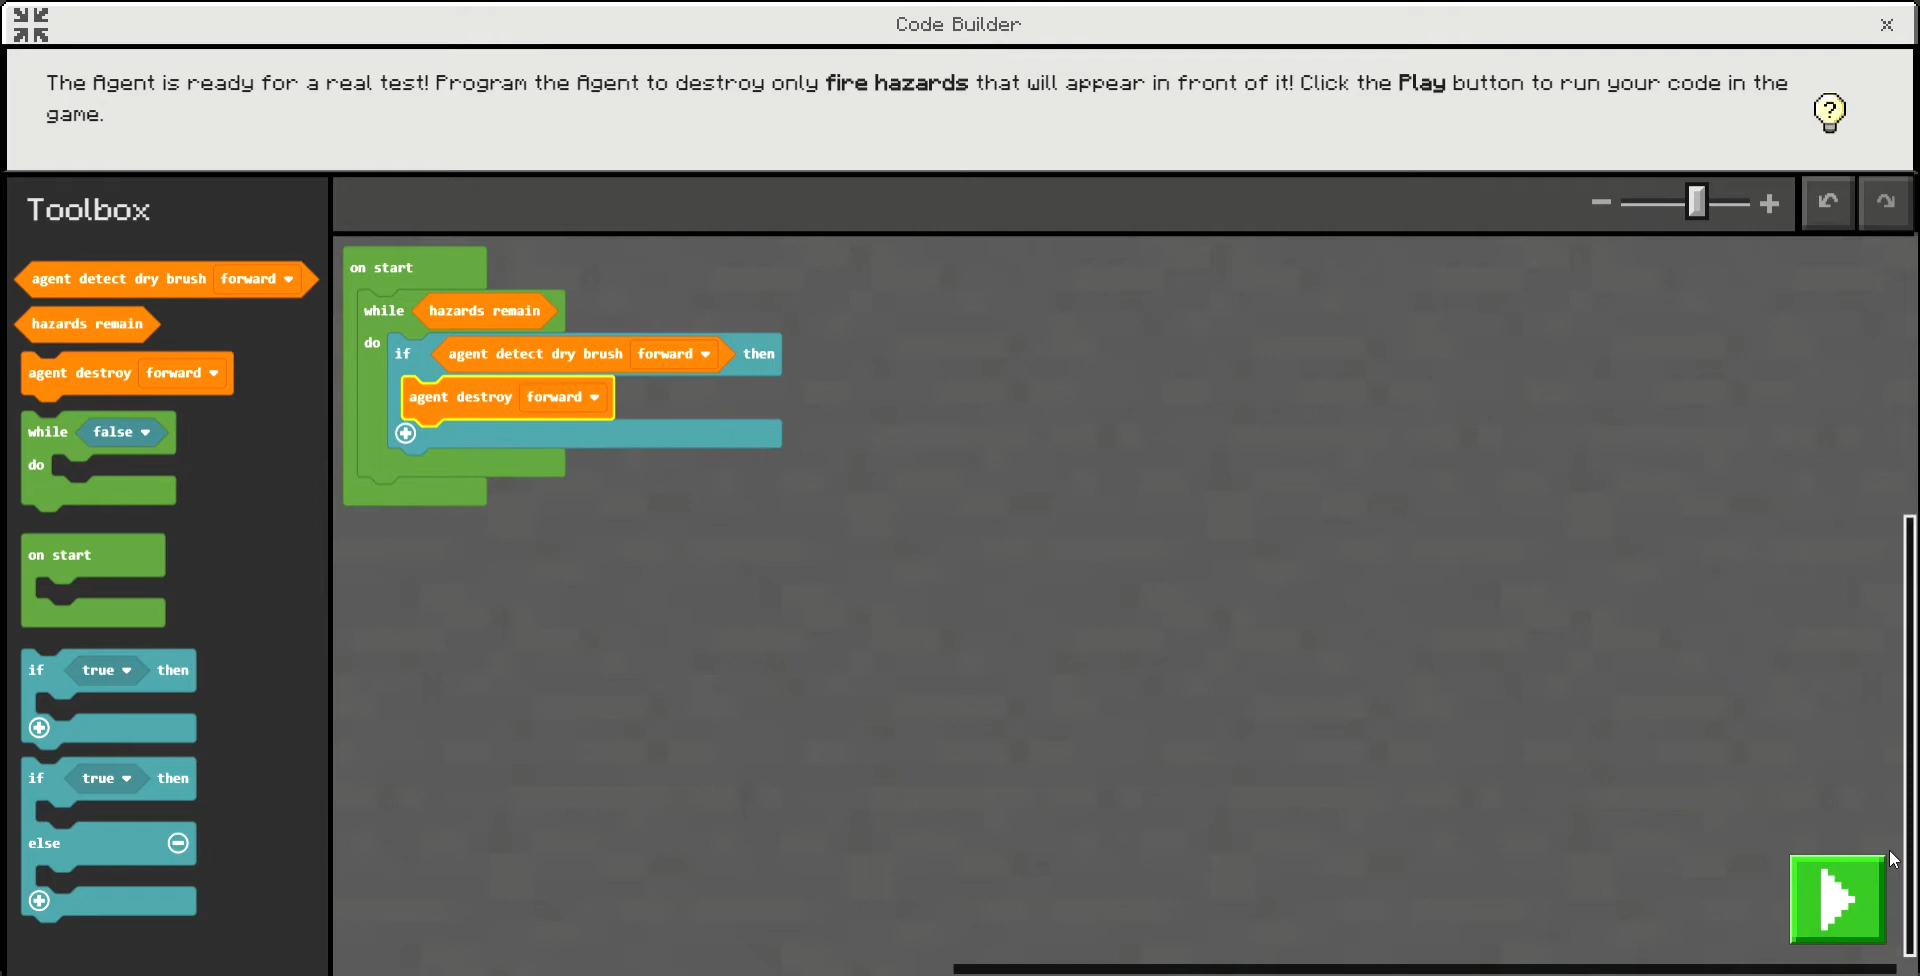 Code Builder
The Agent is ready for a real test! Program the Agent to destroy only fire hazards that will appear in front of it! Click the Play button to run your code in the
game.
Toolbox
agent detect dry brush forward
hazards remain
agent destroy forward
while false
do
on start
if true then
if true then
else
on start
while hazards remain
do if agent detect dry brush forward then
agent destroy forward